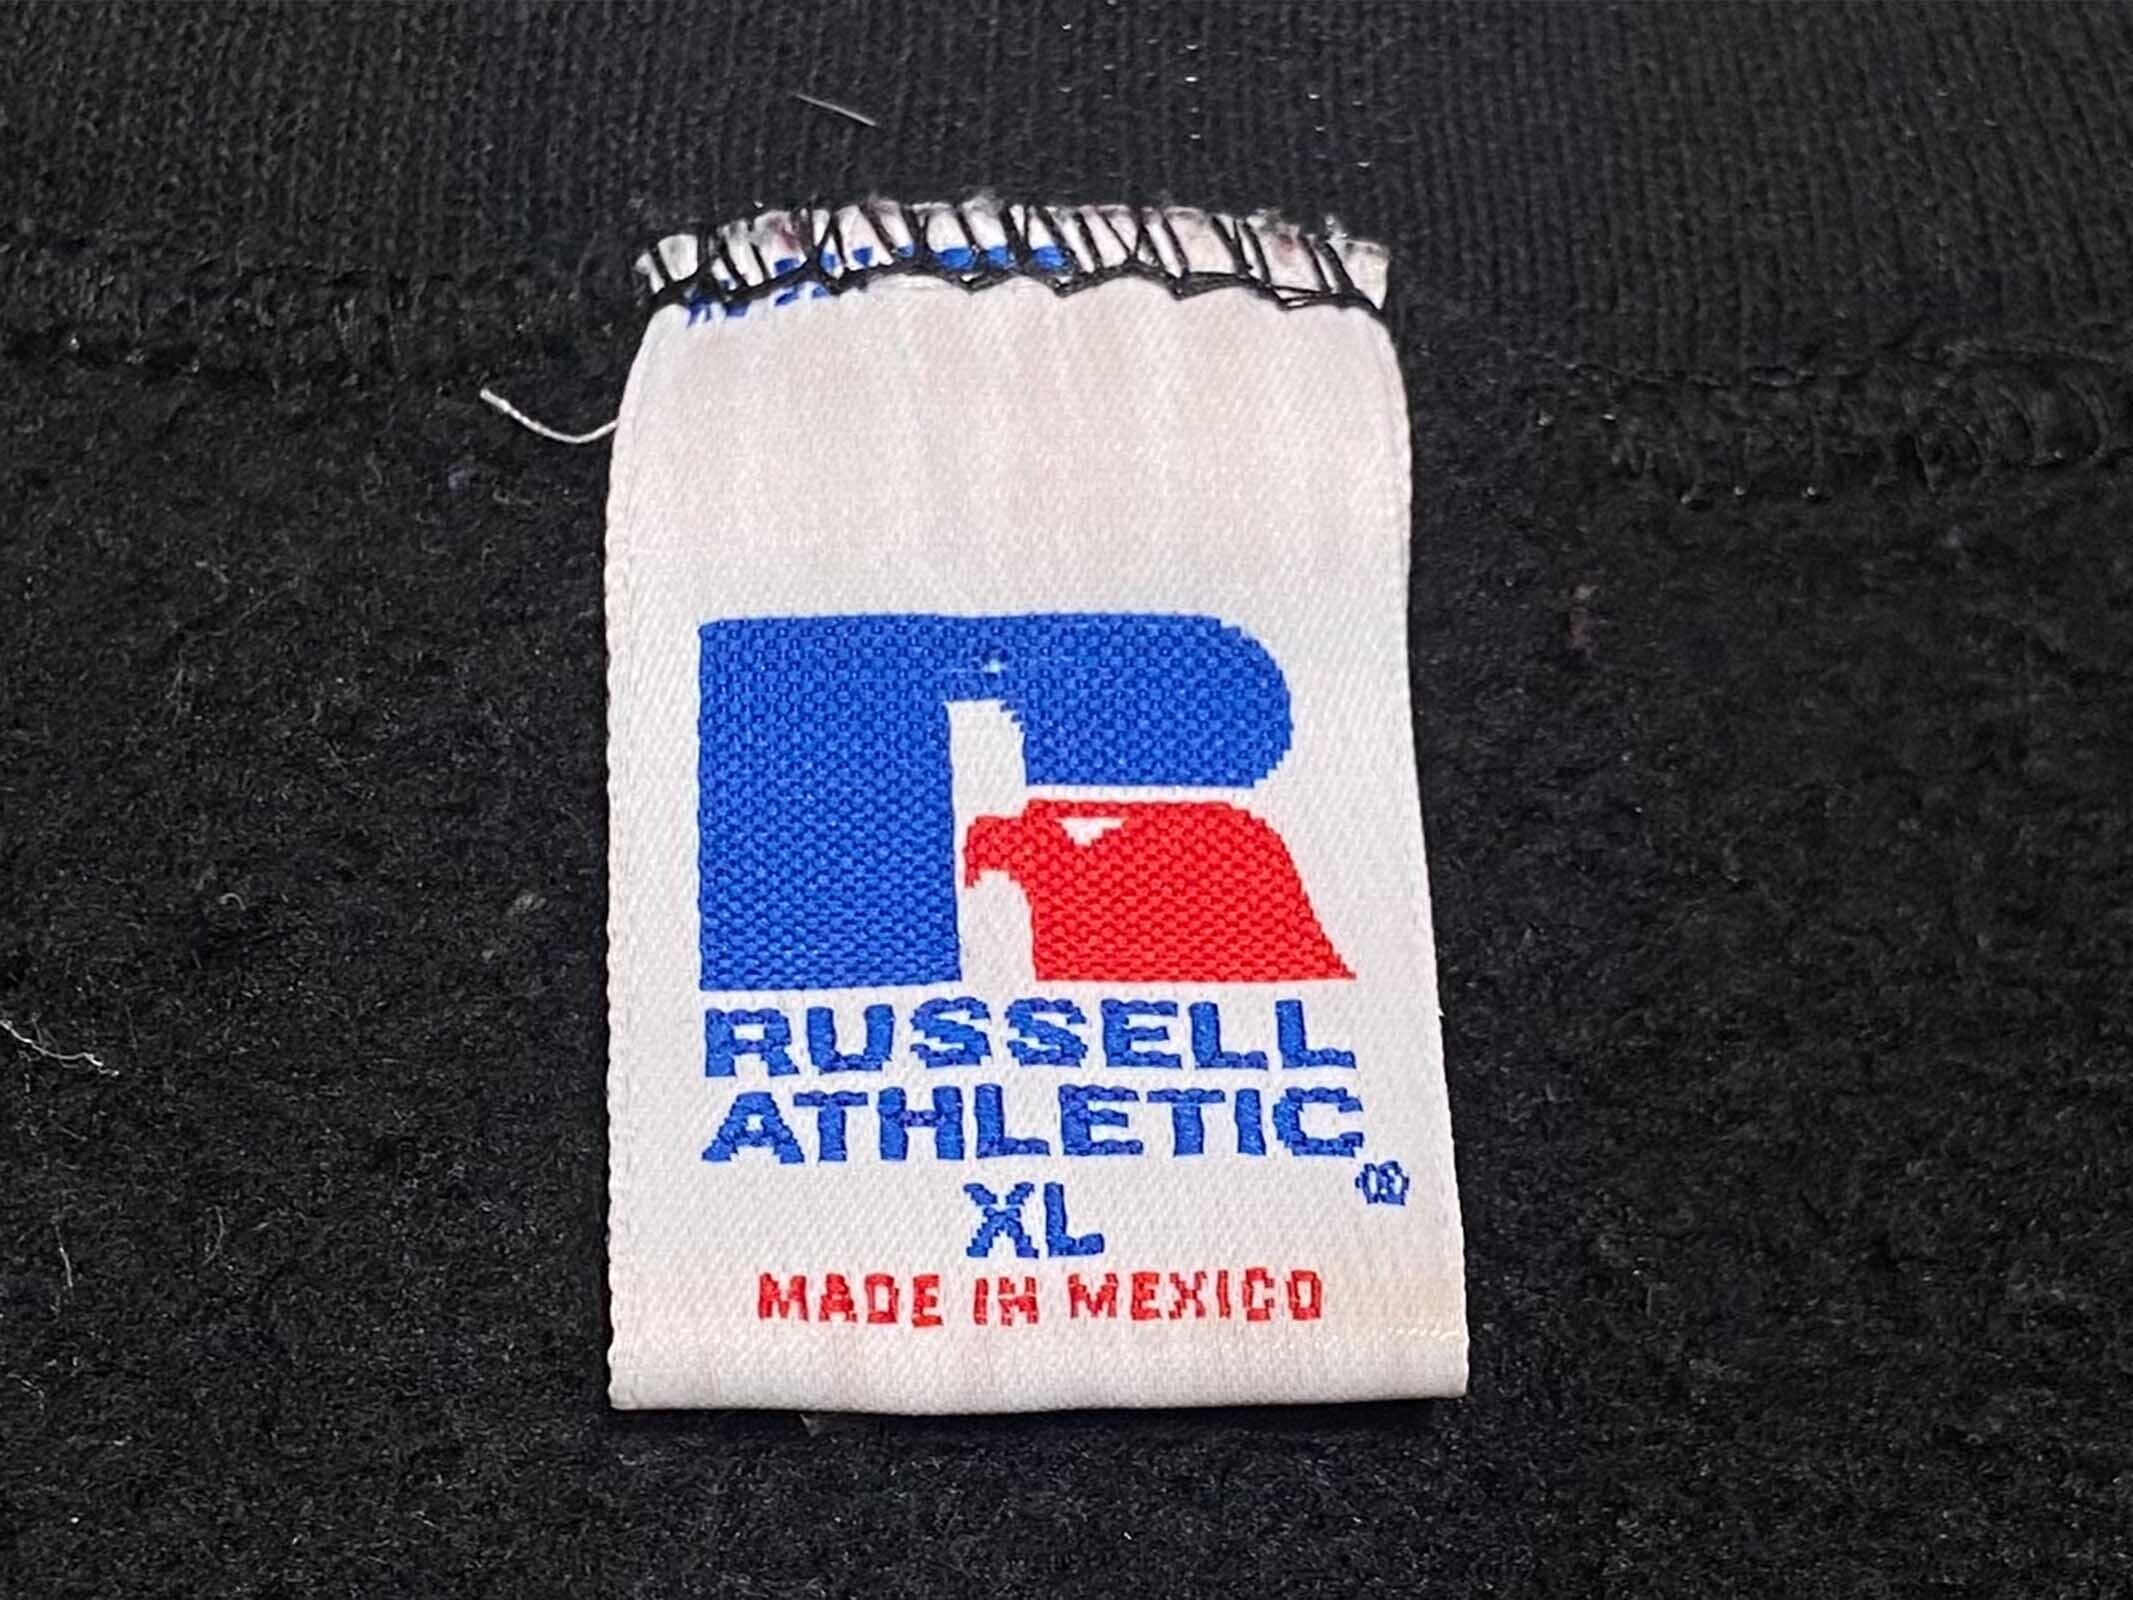 RUSSELL
ATHLETIC®
XL
MADE IN MEXICO